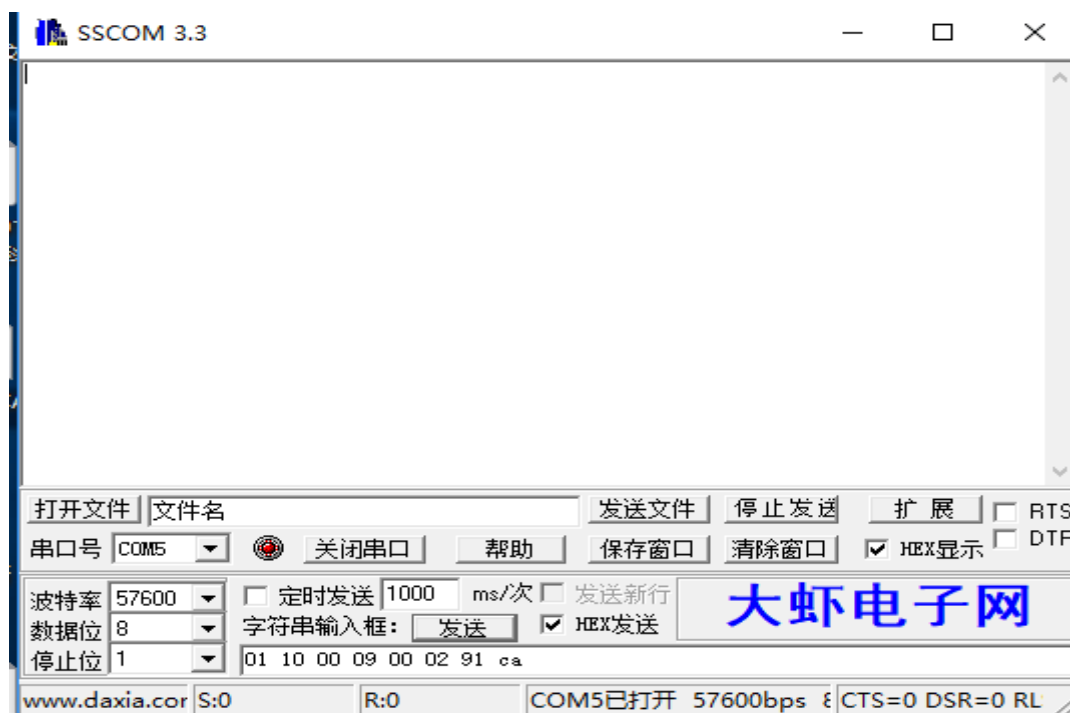 SSCOM 3.3
打开文件 文件名 发送文件 停止发送 扩展 RTS
串口号 COM5 关闭串口 帮助 保存窗口 清除窗口 HEX显示 DTR
波特率 57600 定时发送 1000 ms/次 发送新行 大虾电子网
数据位 8 字符串输入框: 发送 HEX发送
停止位 1 01 10 00 09 00 02 91 ca
www.daxia.cor S:0 R:0 COM5已打开 57600bps 8 CTS=0 DSR=0 RL